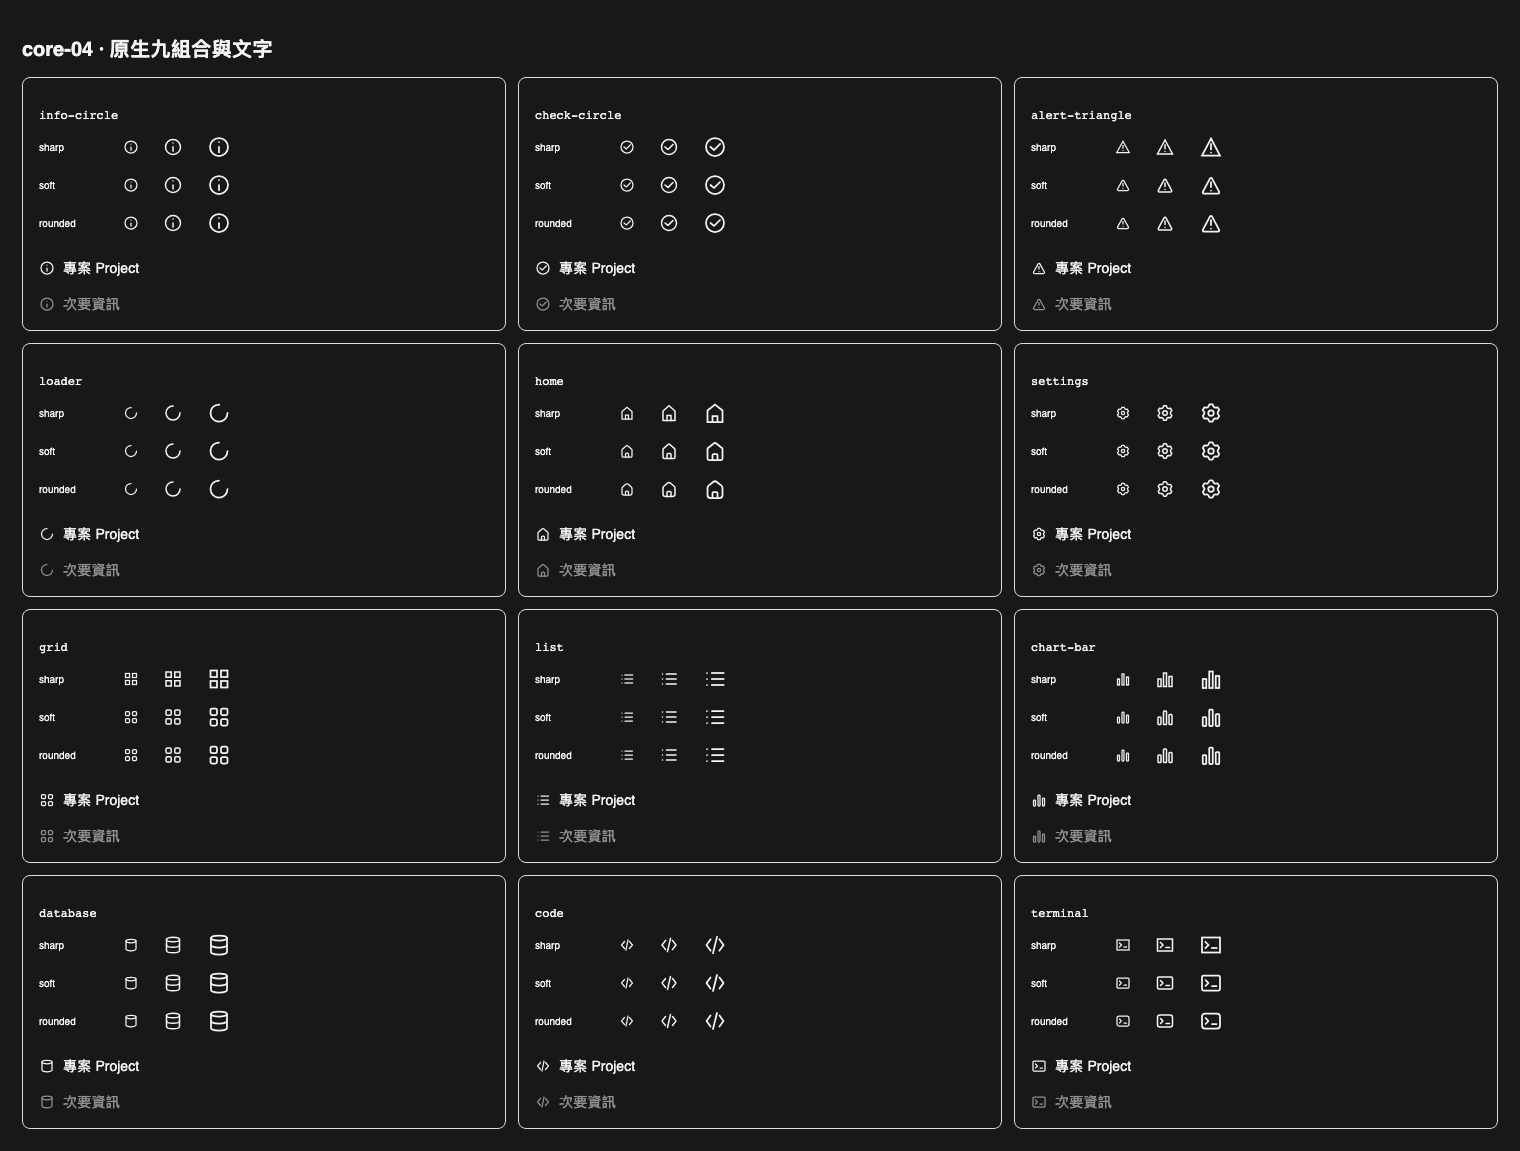 core-04 · 原生九組合與文字
info-circle
sharp
soft
rounded
專案 Project
次要資訊
check-circle
sharp
soft
rounded
專案 Project
次要資訊
alert-triangle
sharp
soft
rounded
專案 Project
次要資訊
loader
sharp
soft
rounded
專案 Project
次要資訊
home
sharp
soft
rounded
專案 Project
次要資訊
settings
sharp
soft
rounded
專案 Project
次要資訊
grid
sharp
soft
rounded
專案 Project
次要資訊
list
sharp
soft
rounded
專案 Project
次要資訊
chart-bar
sharp
soft
rounded
專案 Project
次要資訊
database
sharp
soft
rounded
專案 Project
次要資訊
code
sharp
soft
rounded
專案 Project
次要資訊
terminal
sharp
soft
rounded
專案 Project
次要資訊